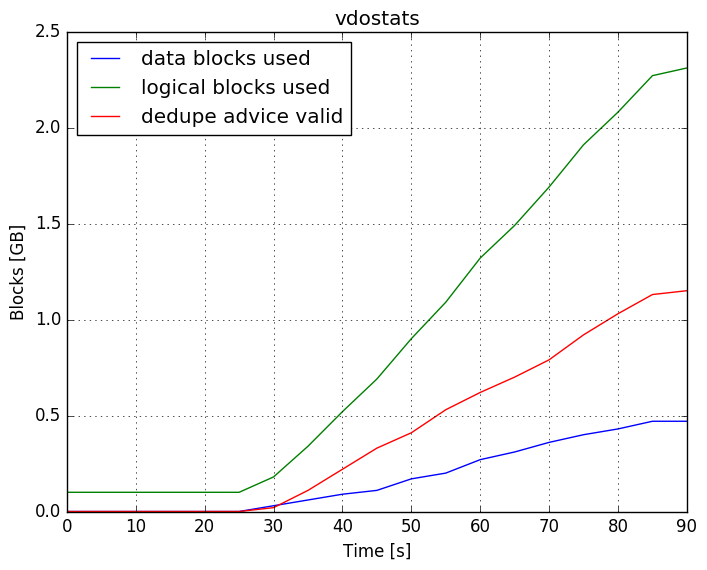 vdostats
data blocks used
logical blocks used
dedupe advice valid
2.5
2.0
1.5
1.0
0.5
0.0
Blocks [GB]
0 10 20 30 40 50 60 70 80 90
Time [s]